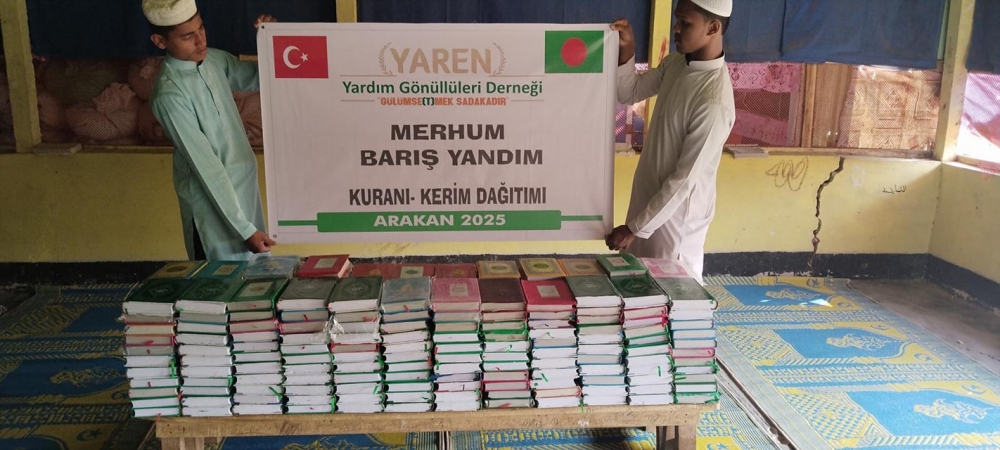 YAREN
Yardım Gönüllüleri Derneği
"GÜLÜMSE(T)MEK SADAKADIR"
MERHUM
BARIŞ YANDIM
KURANI- KERİM DAĞITIMI
ARAKAN 2025